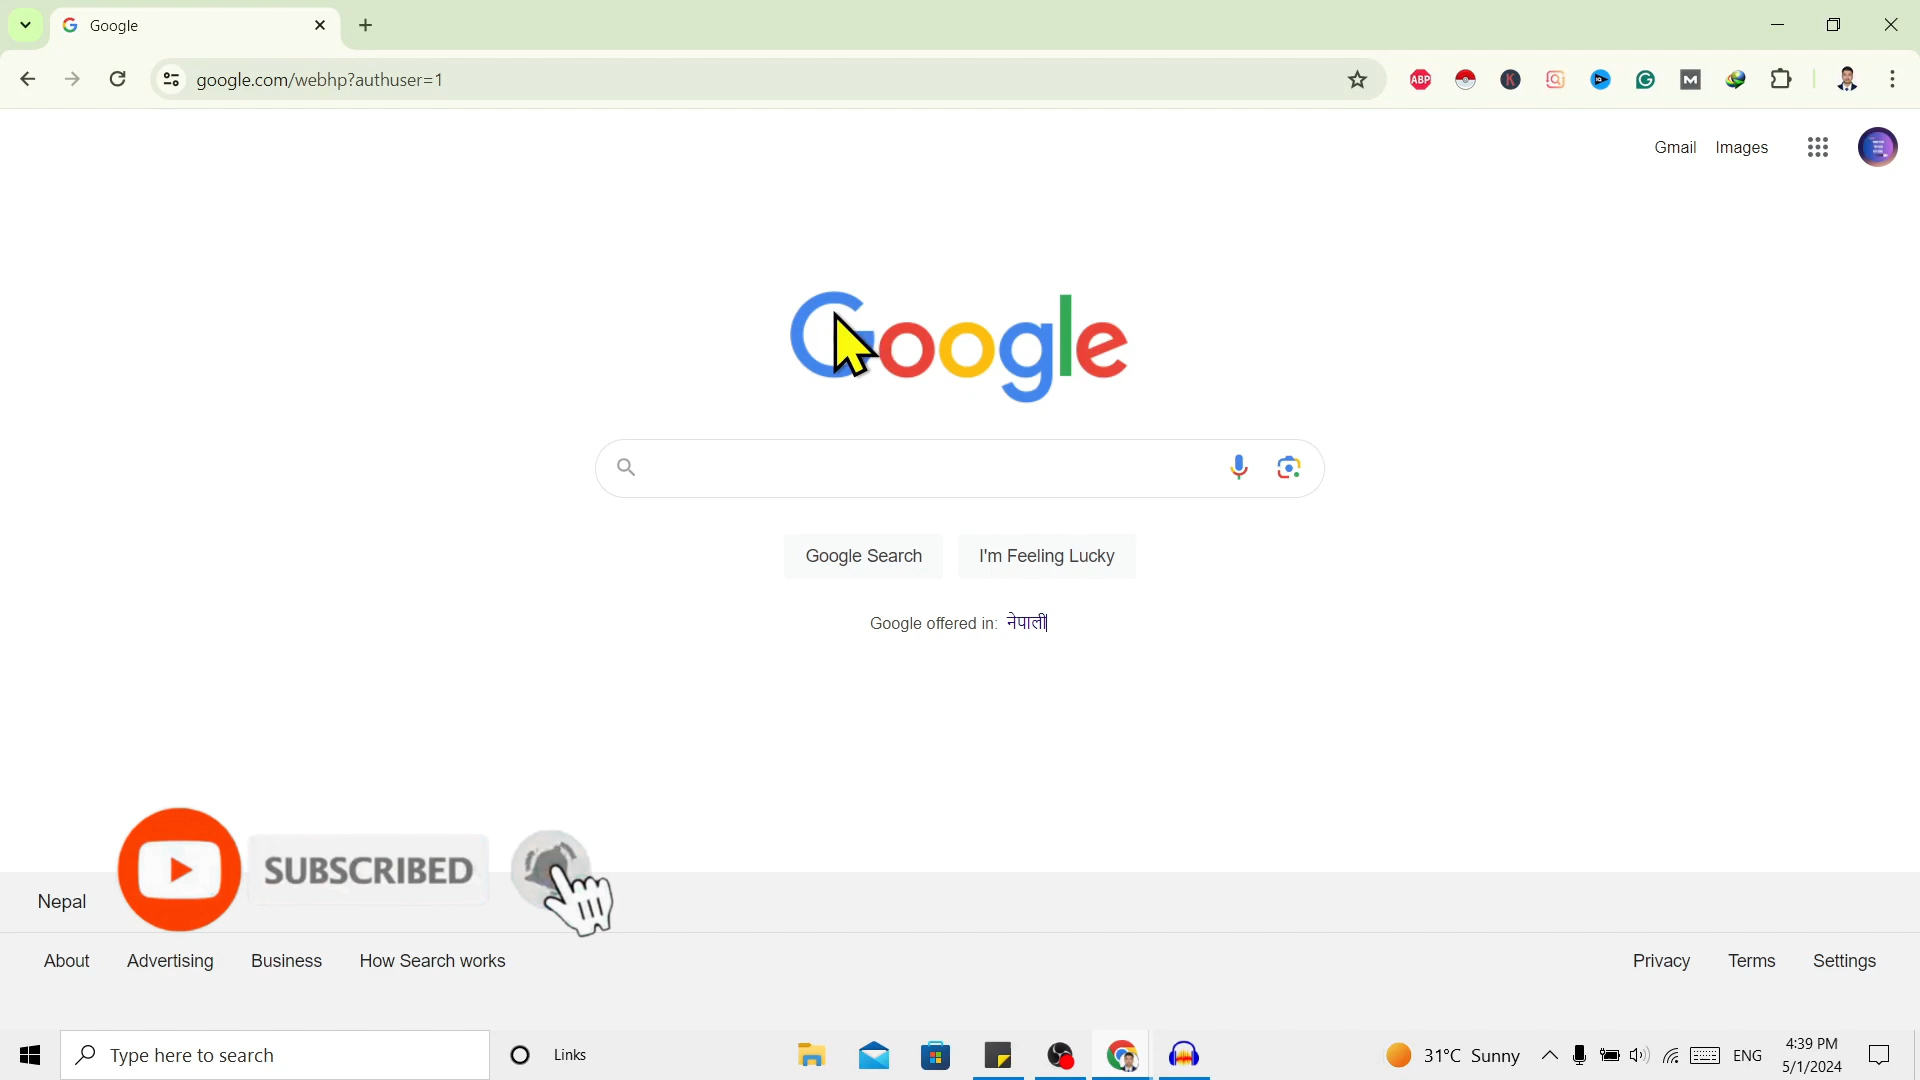 Google
google.com/webhp?authuser=1
ABP
K
IQ
G
M
Gmail Images
Google
Google Search I'm Feeling Lucky
Google offered in: नेपाली
SUBSCRIBED
Nepal
About Advertising Business How Search works
Privacy Terms Settings
Type here to search
Links
31°C Sunny
ENG
4:39 PM
5/1/2024